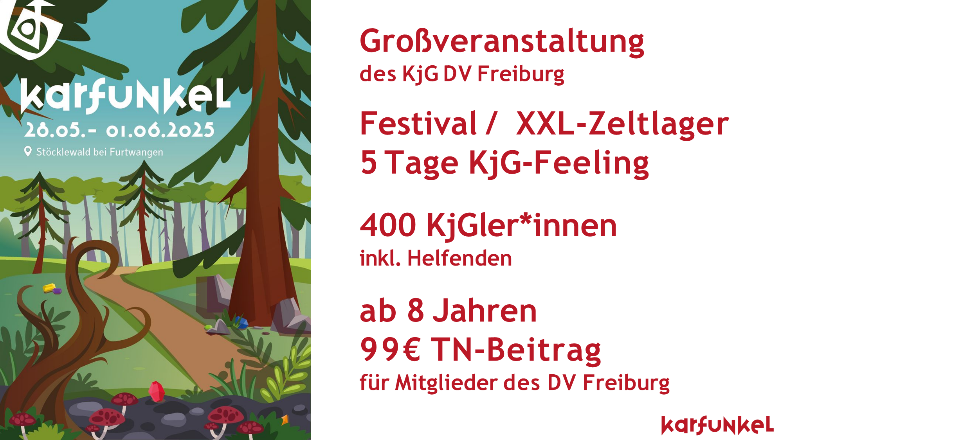 karfunkel
28.05.- 01.06.2025
Stöcklewald bei Furtwangen
Großveranstaltung
des KjG DV Freiburg
Festival / XXL-Zeltlager
5 Tage KjG-Feeling
400 KjGler*innen
inkl. Helfenden
ab 8 Jahren
99€ TN-Beitrag
für Mitglieder des DV Freiburg
karfunkel